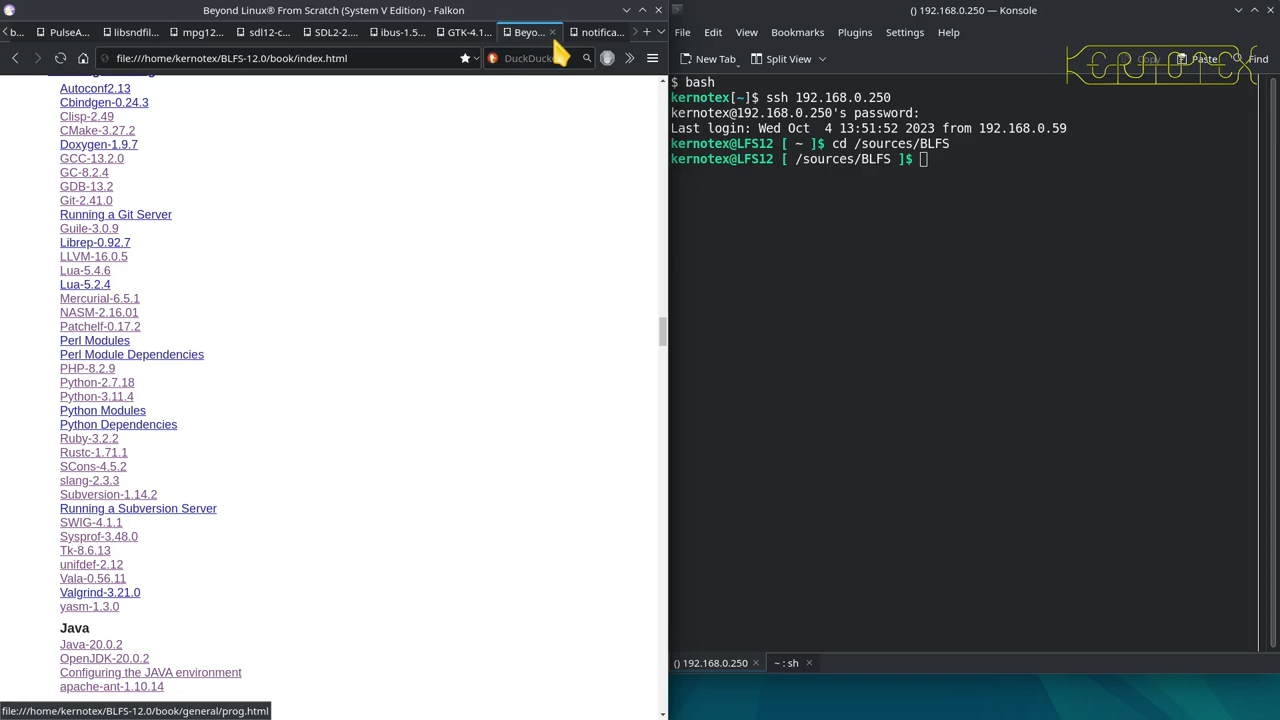 Beyond Linux® From Scratch (System V Edition) - Falkon
b...
PulseA...
libsndfil...
mpg12...
sdl12-c...
SDL2-2....
ibus-1.5...
GTK-4.1...
Beyo...
notifica...
file:///home/kernotex/BLFS-12.0/book/index.html
Autoconf2.13
Cbindgen-0.24.3
Clisp-2.49
CMake-3.27.2
Doxygen-1.9.7
GCC-13.2.0
GC-8.2.4
GDB-13.2
Git-2.41.0
Running a Git Server
Guile-3.0.9
Librep-0.92.7
LLVM-16.0.5
Lua-5.4.6
Lua-5.2.4
Mercurial-6.5.1
NASM-2.16.01
Patchelf-0.17.2
Perl Modules
Perl Module Dependencies
PHP-8.2.9
Python-2.7.18
Python-3.11.4
Python Modules
Python Dependencies
Ruby-3.2.2
Rustc-1.71.1
SCons-4.5.2
slang-2.3.3
Subversion-1.14.2
Running a Subversion Server
SWIG-4.1.1
Sysprof-3.48.0
Tk-8.6.13
unifdef-2.12
Vala-0.56.11
Valgrind-3.21.0
yasm-1.3.0
Java
Java-20.0.2
OpenJDK-20.0.2
Configuring the JAVA environment
apache-ant-1.10.14
file:///home/kernotex/BLFS-12.0/book/general/prog.html
() 192.168.0.250 — Konsole
File Edit View Bookmarks Plugins Settings Help
New Tab Split View Copy Paste Find
KERNOTEX
$ bash
kernotex[~]$ ssh 192.168.0.250
kernotex@192.168.0.250's password:
Last login: Wed Oct  4 13:51:52 2023 from 192.168.0.59
kernotex@LFS12 [ ~ ]$ cd /sources/BLFS
kernotex@LFS12 [ /sources/BLFS ]$
() 192.168.0.250
~ : sh